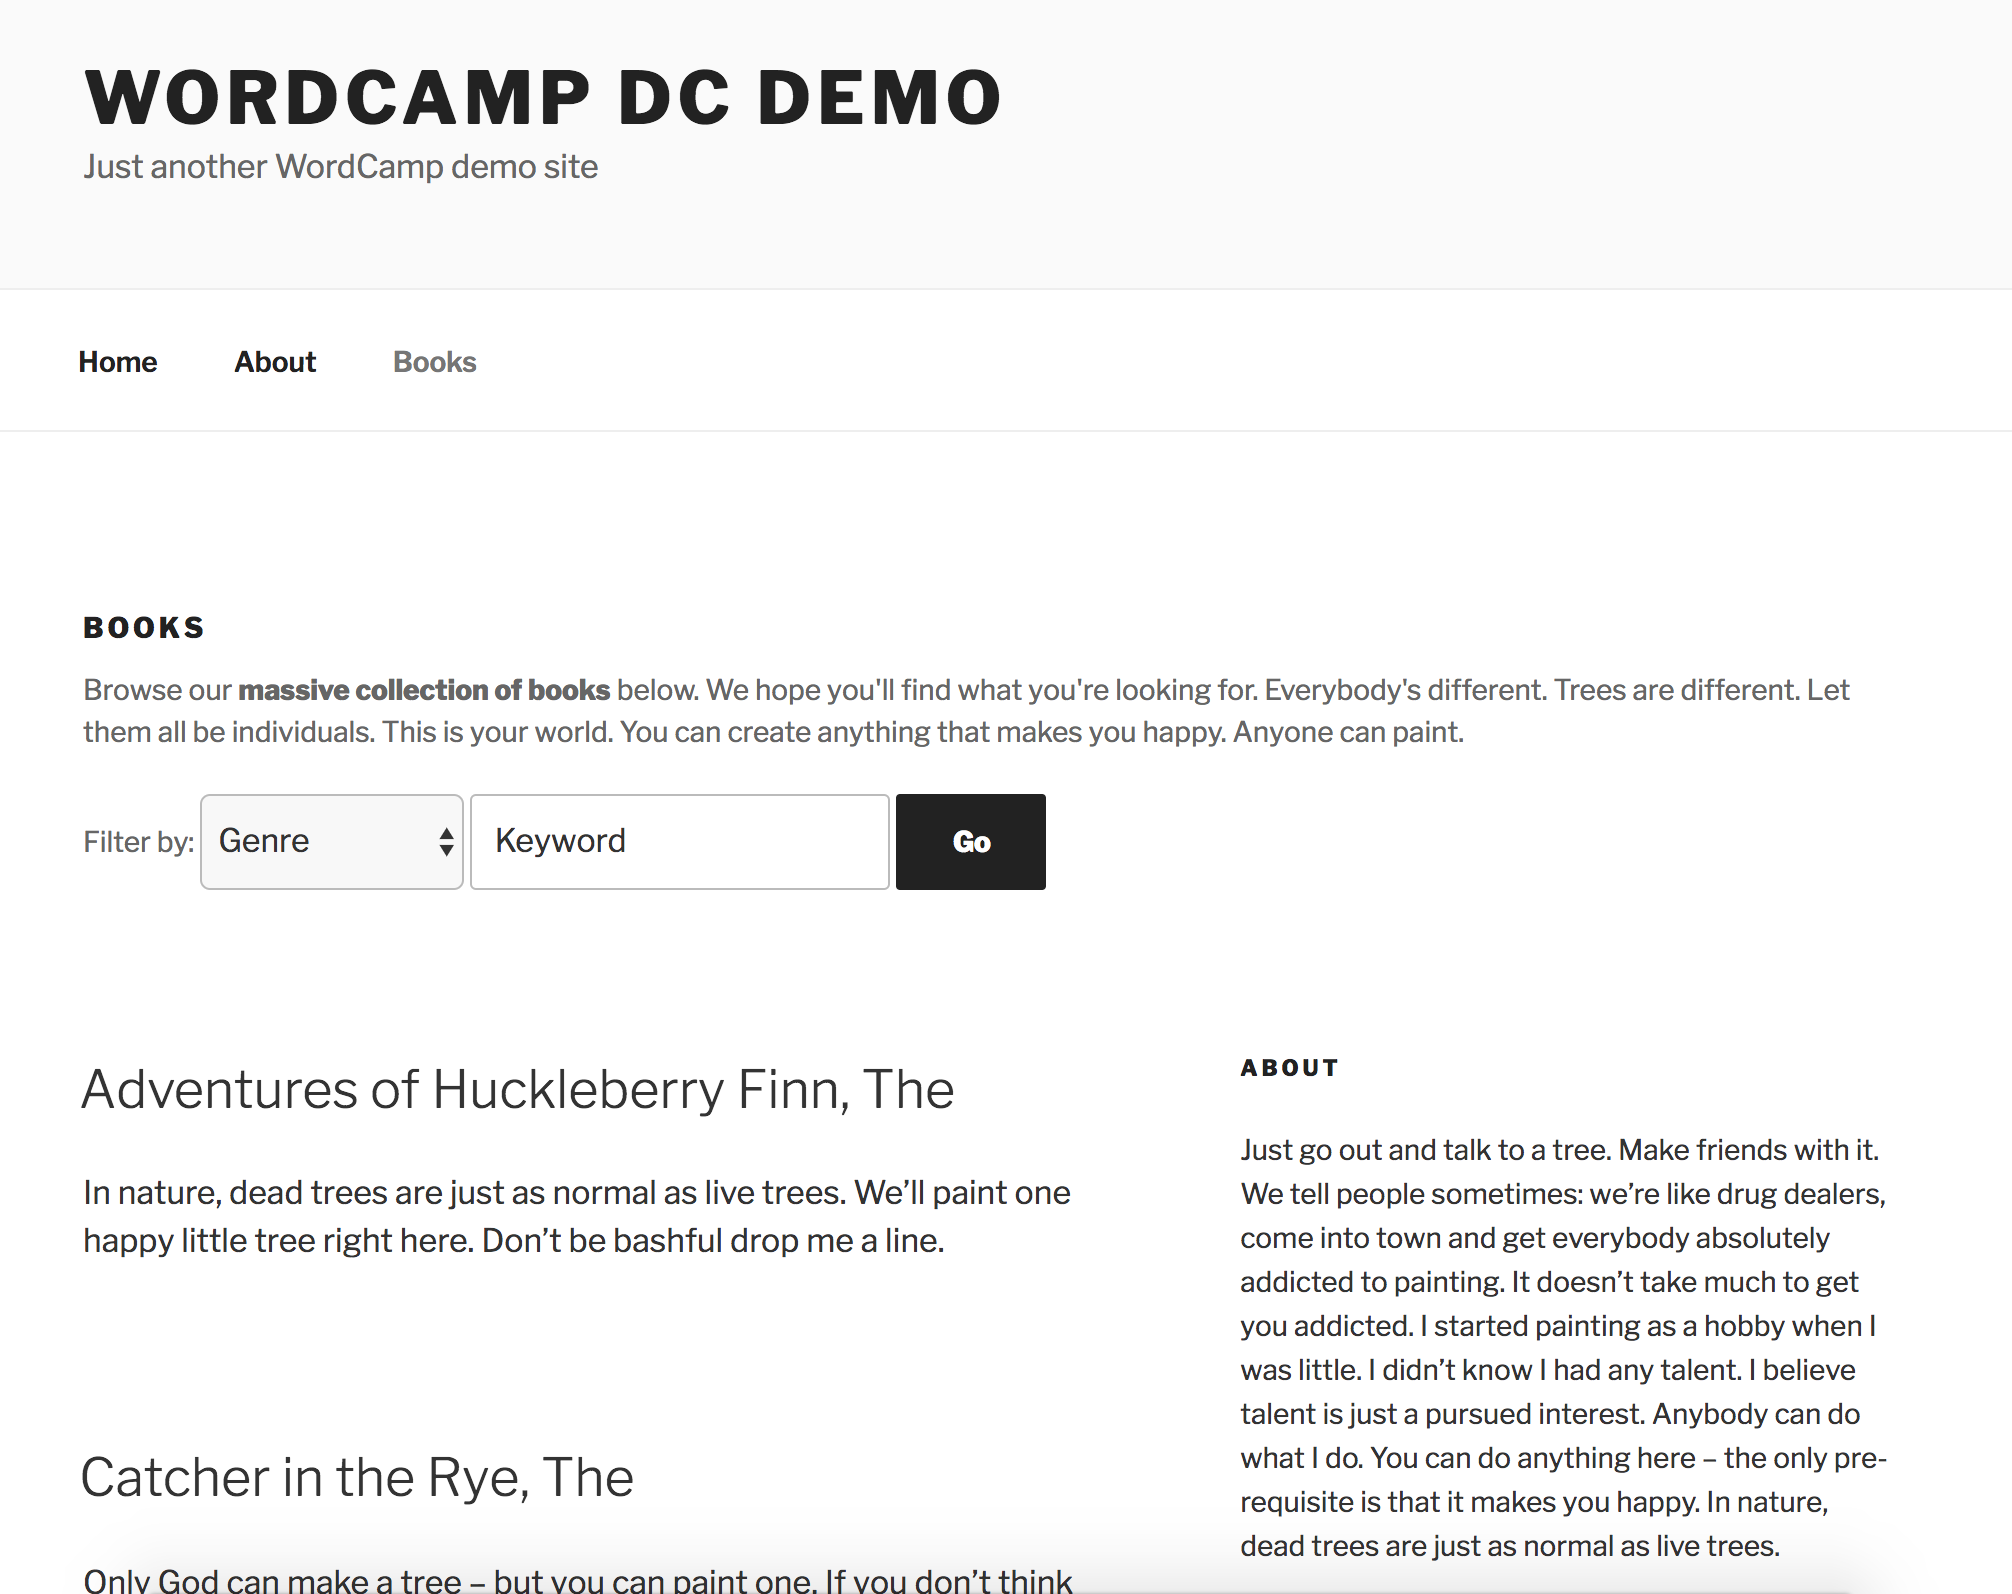 WORDCAMP DC DEMO
Just another WordCamp demo site
Home About Books
BOOKS
Browse our massive collection of books below. We hope you'll find what you're looking for. Everybody's different. Trees are different. Let
them all be individuals. This is your world. You can create anything that makes you happy. Anyone can paint.
Filter by: Genre Keyword Go
Adventures of Huckleberry Finn, The
In nature, dead trees are just as normal as live trees. We’ll paint one
happy little tree right here. Don’t be bashful drop me a line.
Catcher in the Rye, The
Only God can make a tree – but you can paint one. If you don’t think
ABOUT
Just go out and talk to a tree. Make friends with it.
We tell people sometimes: we’re like drug dealers,
come into town and get everybody absolutely
addicted to painting. It doesn’t take much to get
you addicted. I started painting as a hobby when I
was little. I didn’t know I had any talent. I believe
talent is just a pursued interest. Anybody can do
what I do. You can do anything here – the only pre-
requisite is that it makes you happy. In nature,
dead trees are just as normal as live trees.